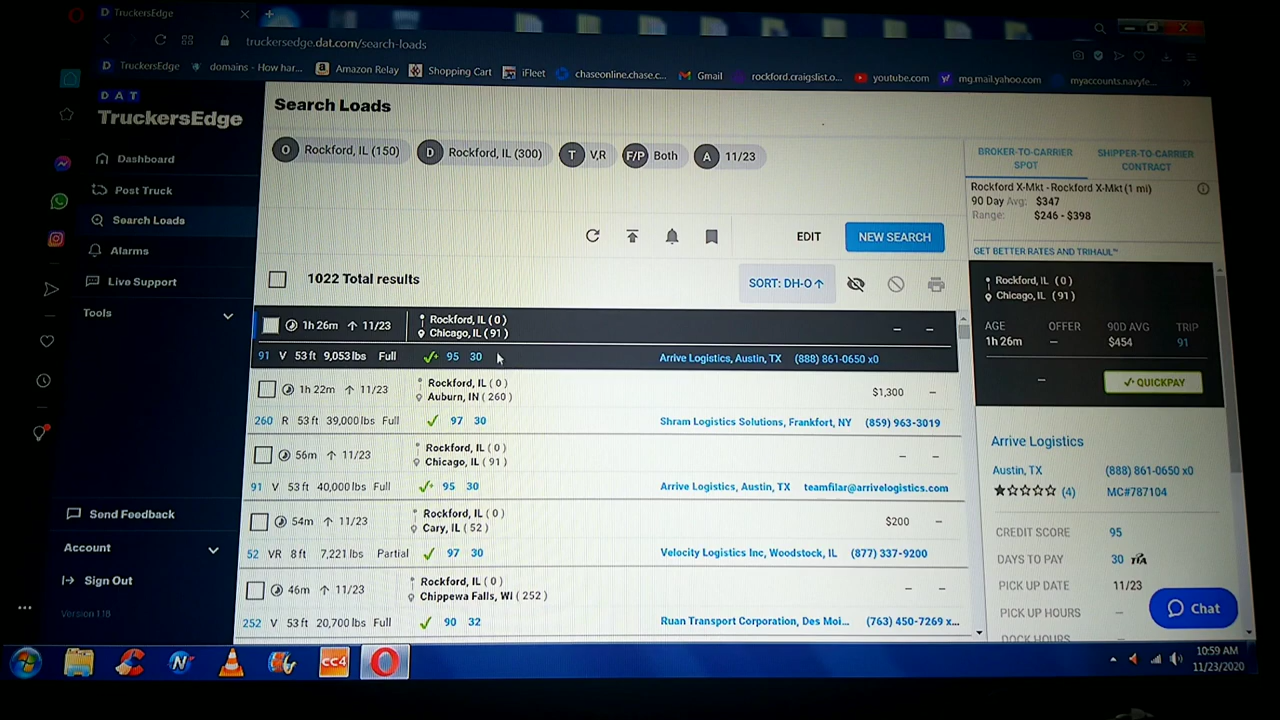 TruckersEdge
truckersedge.dat.com/search-loads
TruckersEdge domains - How har... Amazon Relay Shopping Cart iFleet chaseonline.chase.c... Gmail rockford.craigslist.o... youtube.com mg.mail.yahoo.com myaccounts.navyfe...
DAT
TruckersEdge
Dashboard
Post Truck
Search Loads
Alarms
Live Support
Tools
Send Feedback
Account
Sign Out
Version 1.18
Search Loads
O Rockford, IL (150) D Rockford, IL (300) T V,R F/P Both A 11/23
EDIT NEW SEARCH
1022 Total results SORT: DH-O
1h 26m 11/23 Rockford, IL ( 0 ) – –
Chicago, IL ( 91 )
91 V 53 ft 9,053 lbs Full 95 30 Arrive Logistics, Austin, TX (888) 861-0650 x0
1h 22m 11/23 Rockford, IL ( 0 ) $1,300 –
Auburn, IN ( 260 )
260 R 53 ft 39,000 lbs Full 97 30 Shram Logistics Solutions, Frankfort, NY (859) 963-3019
56m 11/23 Rockford, IL ( 0 ) – –
Chicago, IL ( 91 )
91 V 53 ft 40,000 lbs Full 95 30 Arrive Logistics, Austin, TX teamfilar@arrivelogistics.com
54m 11/23 Rockford, IL ( 0 ) $200 –
Cary, IL ( 52 )
52 VR 8 ft 7,221 lbs Partial 97 30 Velocity Logistics Inc, Woodstock, IL (877) 337-9200
46m 11/23 Rockford, IL ( 0 ) – –
Chippewa Falls, WI ( 252 )
252 V 53 ft 20,700 lbs Full 90 32 Ruan Transport Corporation, Des Moi... (763) 450-7269 x...
BROKER-TO-CARRIER SPOT
SHIPPER-TO-CARRIER CONTRACT
Rockford X-Mkt - Rockford X-Mkt (1 mi)
90 Day Avg: $347
Range: $246 - $398
GET BETTER RATES AND TRIHAUL™
Rockford, IL ( 0 )
Chicago, IL ( 91 )
AGE OFFER 90D AVG TRIP
1h 26m – $454 91
– QUICKPAY
Arrive Logistics
Austin, TX (888) 861-0650 x0
(4) MC#787104
CREDIT SCORE 95
DAYS TO PAY 30 TIA
PICK UP DATE 11/23
PICK UP HOURS –
DOCK HOURS
Chat
CC4
10:59 AM
11/23/2020